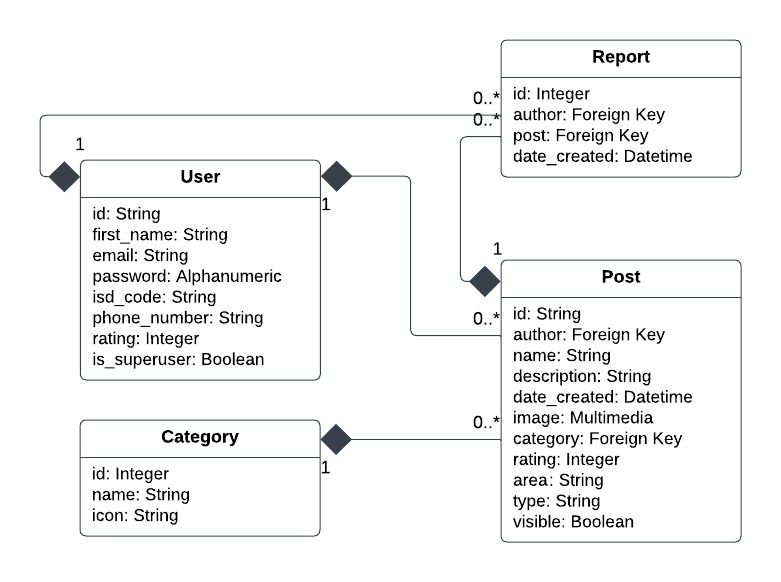 Report
id: Integer
author: Foreign Key
post: Foreign Key
date_created: Datetime
0..*
0..*
1
User
1
id: String
first_name: String
email: String
password: Alphanumeric
isd_code: String
phone_number: String
rating: Integer
is_superuser: Boolean
1
Post
0..*
id: String
author: Foreign Key
name: String
description: String
date_created: Datetime
image: Multimedia
category: Foreign Key
rating: Integer
area: String
type: String
visible: Boolean
0..*
Category
1
id: Integer
name: String
icon: String